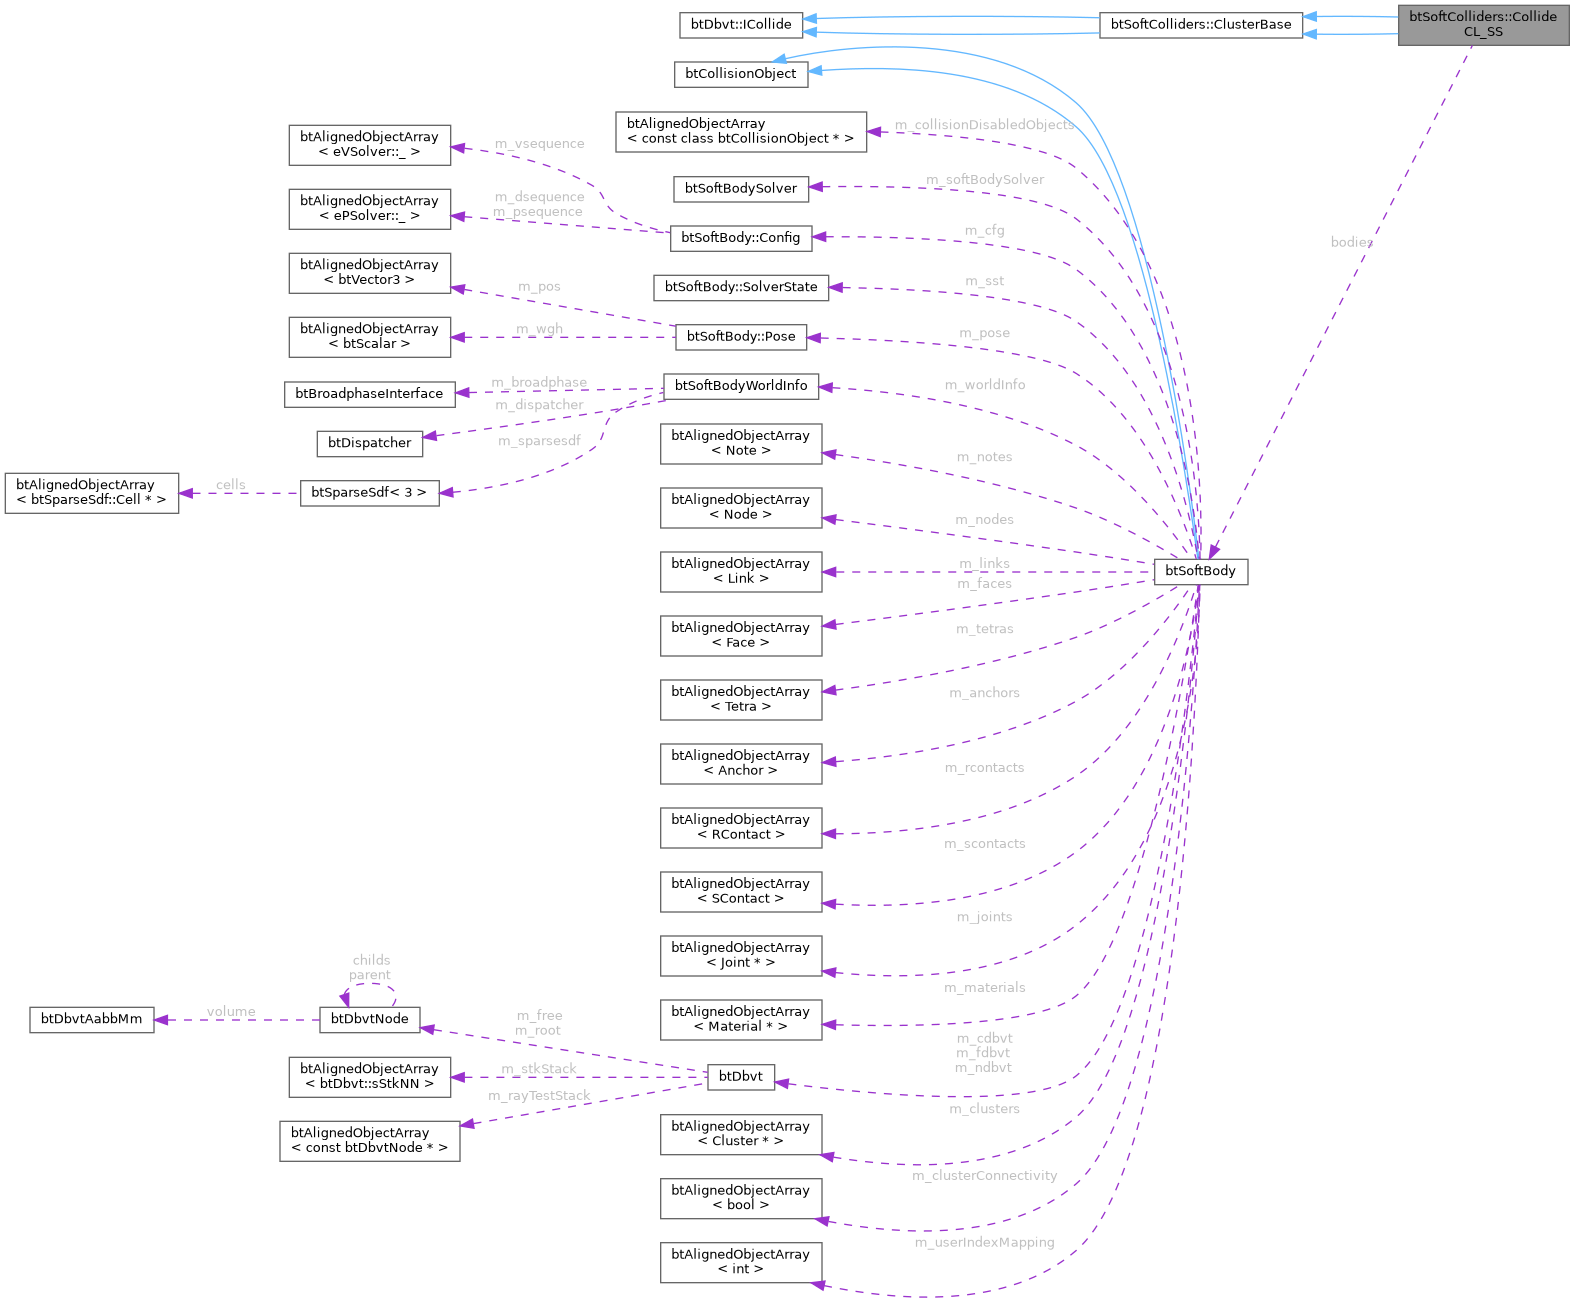 btDbvt::ICollide
btSoftColliders::ClusterBase
btSoftColliders::Collide
CL_SS
btCollisionObject
btAlignedObjectArray
< const class btCollisionObject * >
m_collisionDisabledObjects
btAlignedObjectArray
< eVSolver::_ >
m_vsequence
btSoftBodySolver
m_softBodySolver
btAlignedObjectArray
< ePSolver::_ >
m_dsequence
m_psequence
btSoftBody::Config
m_cfg
bodies
btAlignedObjectArray
< btVector3 >
m_pos
btSoftBody::SolverState
m_sst
btAlignedObjectArray
< btScalar >
m_wgh
btSoftBody::Pose
m_pose
btBroadphaseInterface
m_broadphase
btSoftBodyWorldInfo
m_worldInfo
m_dispatcher
btDispatcher
m_sparsesdf
btAlignedObjectArray
< Note >
m_notes
btAlignedObjectArray
< btSparseSdf::Cell * >
cells
btSparseSdf< 3 >
btAlignedObjectArray
< Node >
m_nodes
btAlignedObjectArray
< Link >
m_links
btSoftBody
m_faces
btAlignedObjectArray
< Face >
m_tetras
btAlignedObjectArray
< Tetra >
m_anchors
btAlignedObjectArray
< Anchor >
m_rcontacts
btAlignedObjectArray
< RContact >
m_scontacts
btAlignedObjectArray
< SContact >
m_joints
btAlignedObjectArray
< Joint * >
childs
parent
m_materials
btDbvtAabbMm
volume
btDbvtNode
m_free
m_root
btAlignedObjectArray
< Material * >
m_cdbvt
m_fdbvt
m_ndbvt
btAlignedObjectArray
< btDbvt::sStkNN >
m_stkStack
btDbvt
m_rayTestStack
m_clusters
btAlignedObjectArray
< const btDbvtNode * >
btAlignedObjectArray
< Cluster * >
m_clusterConnectivity
btAlignedObjectArray
< bool >
m_userIndexMapping
btAlignedObjectArray
< int >